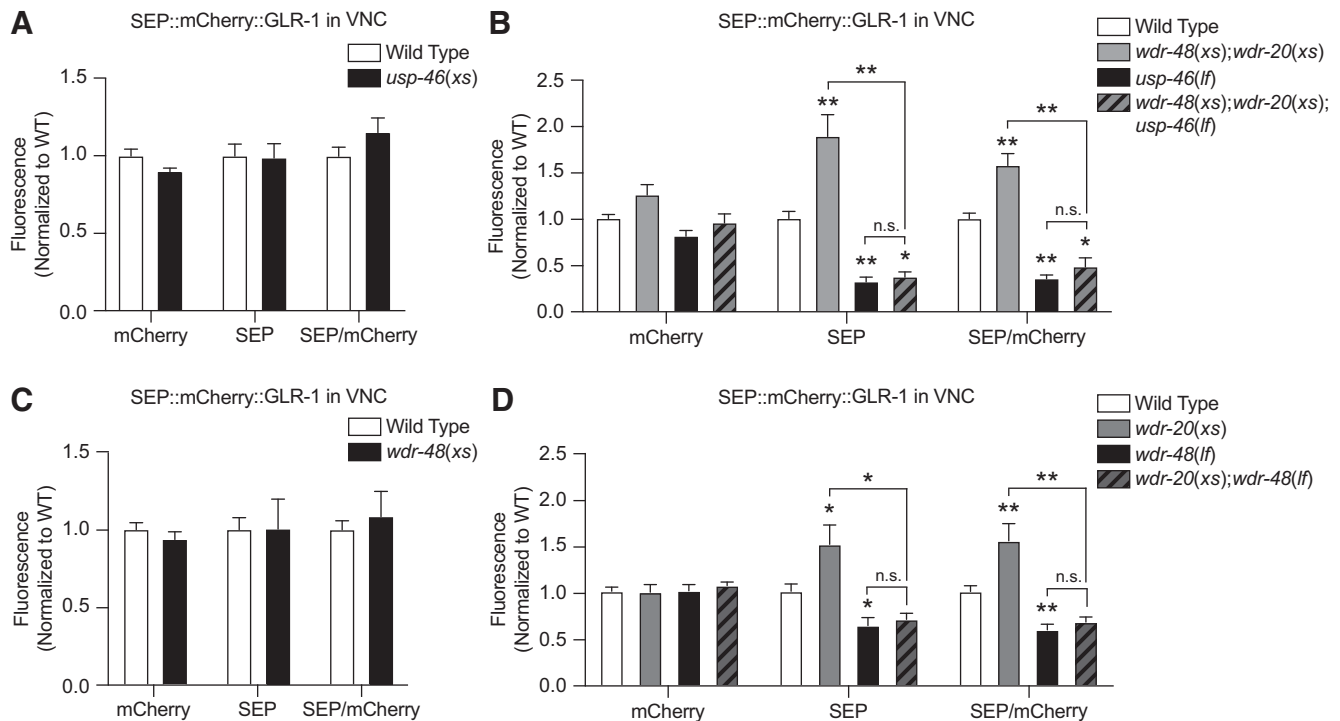 A
SEP::mCherry::GLR-1 in VNC
Wild Type
usp-46(xs)
Fluorescence
(Normalized to WT)
1.5
1.0
0.5
0.0
mCherry
SEP
SEP/mCherry
B
SEP::mCherry::GLR-1 in VNC
Wild Type
wdr-48(xs);wdr-20(xs)
usp-46(lf)
wdr-48(xs);wdr-20(xs);
usp-46(lf)
Fluorescence
(Normalized to WT)
2.5
2.0
1.5
1.0
0.5
0.0
**
**
n.s.
**
*
**
**
n.s.
**
*
mCherry
SEP
SEP/mCherry
C
SEP::mCherry::GLR-1 in VNC
Wild Type
wdr-48(xs)
Fluorescence
(Normalized to WT)
1.5
1.0
0.5
0.0
mCherry
SEP
SEP/mCherry
D
SEP::mCherry::GLR-1 in VNC
Wild Type
wdr-20(xs)
wdr-48(lf)
wdr-20(xs);wdr-48(lf)
Fluorescence
(Normalized to WT)
2.5
2.0
1.5
1.0
0.5
0.0
*
*
n.s.
*
**
**
n.s.
**
mCherry
SEP
SEP/mCherry